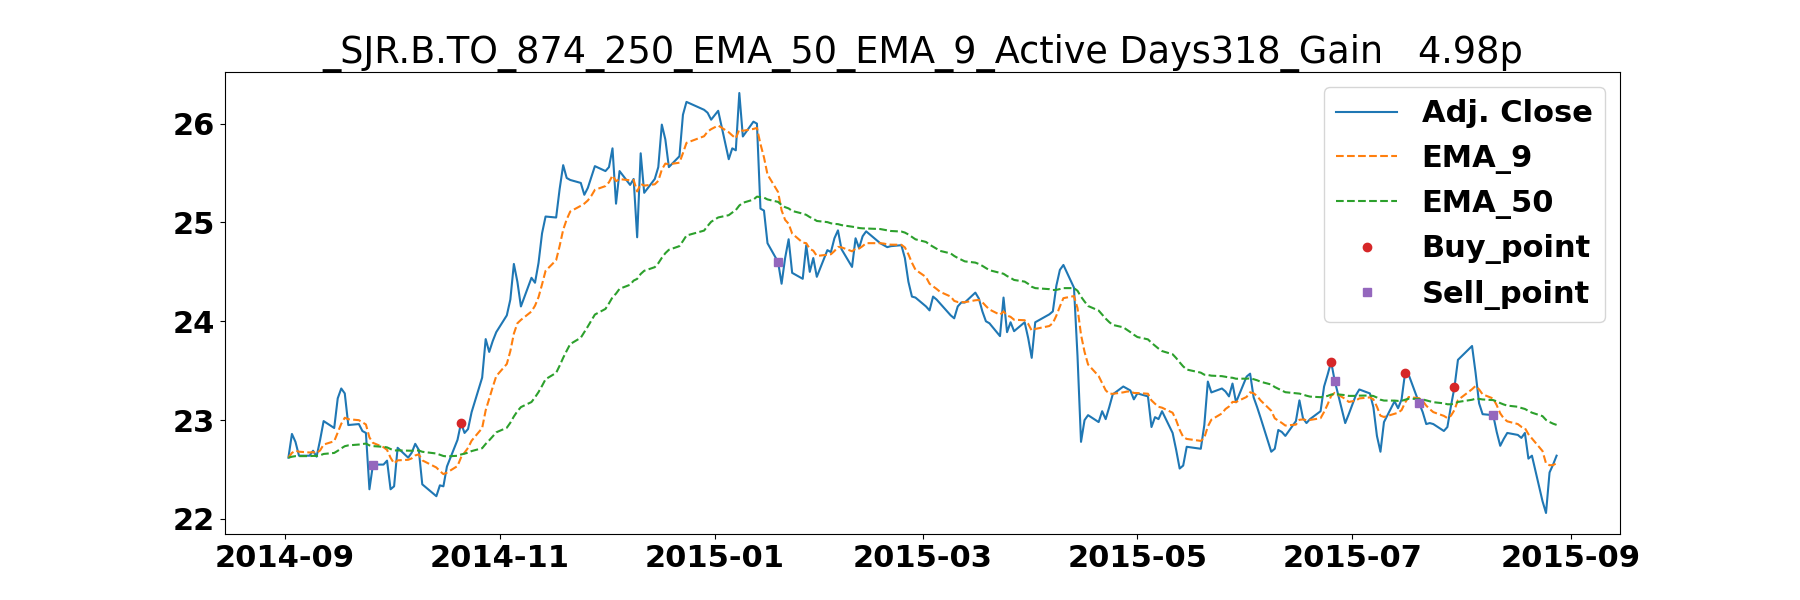 _SJR.B.TO_874_250_EMA_50_EMA_9_Active Days318_Gain   4.98p
26
25
24
23
22
Adj. Close
EMA_9
EMA_50
Buy_point
Sell_point
2014-09 2014-11 2015-01 2015-03 2015-05 2015-07 2015-09